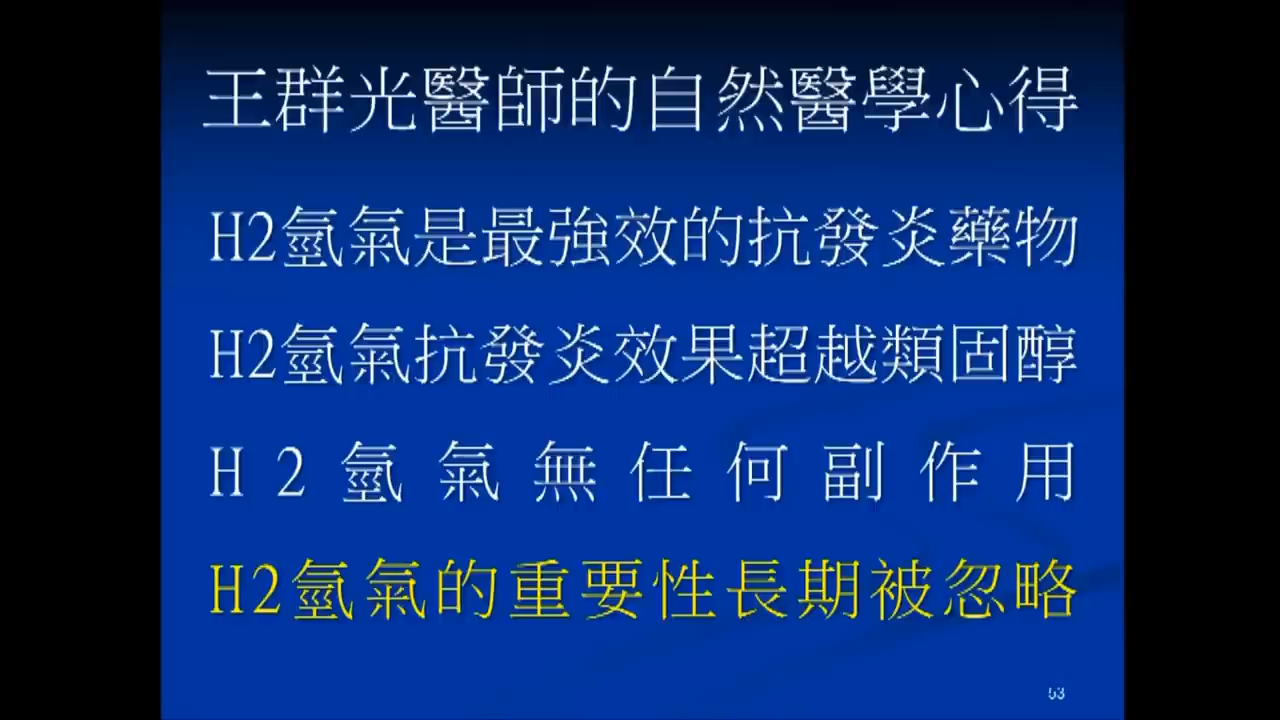 王群光醫師的自然醫學心得
H2氫氣是最強效的抗發炎藥物
H2氫氣抗發炎效果超越類固醇
H2氫氣無任何副作用
H2氫氣的重要性長期被忽略
53